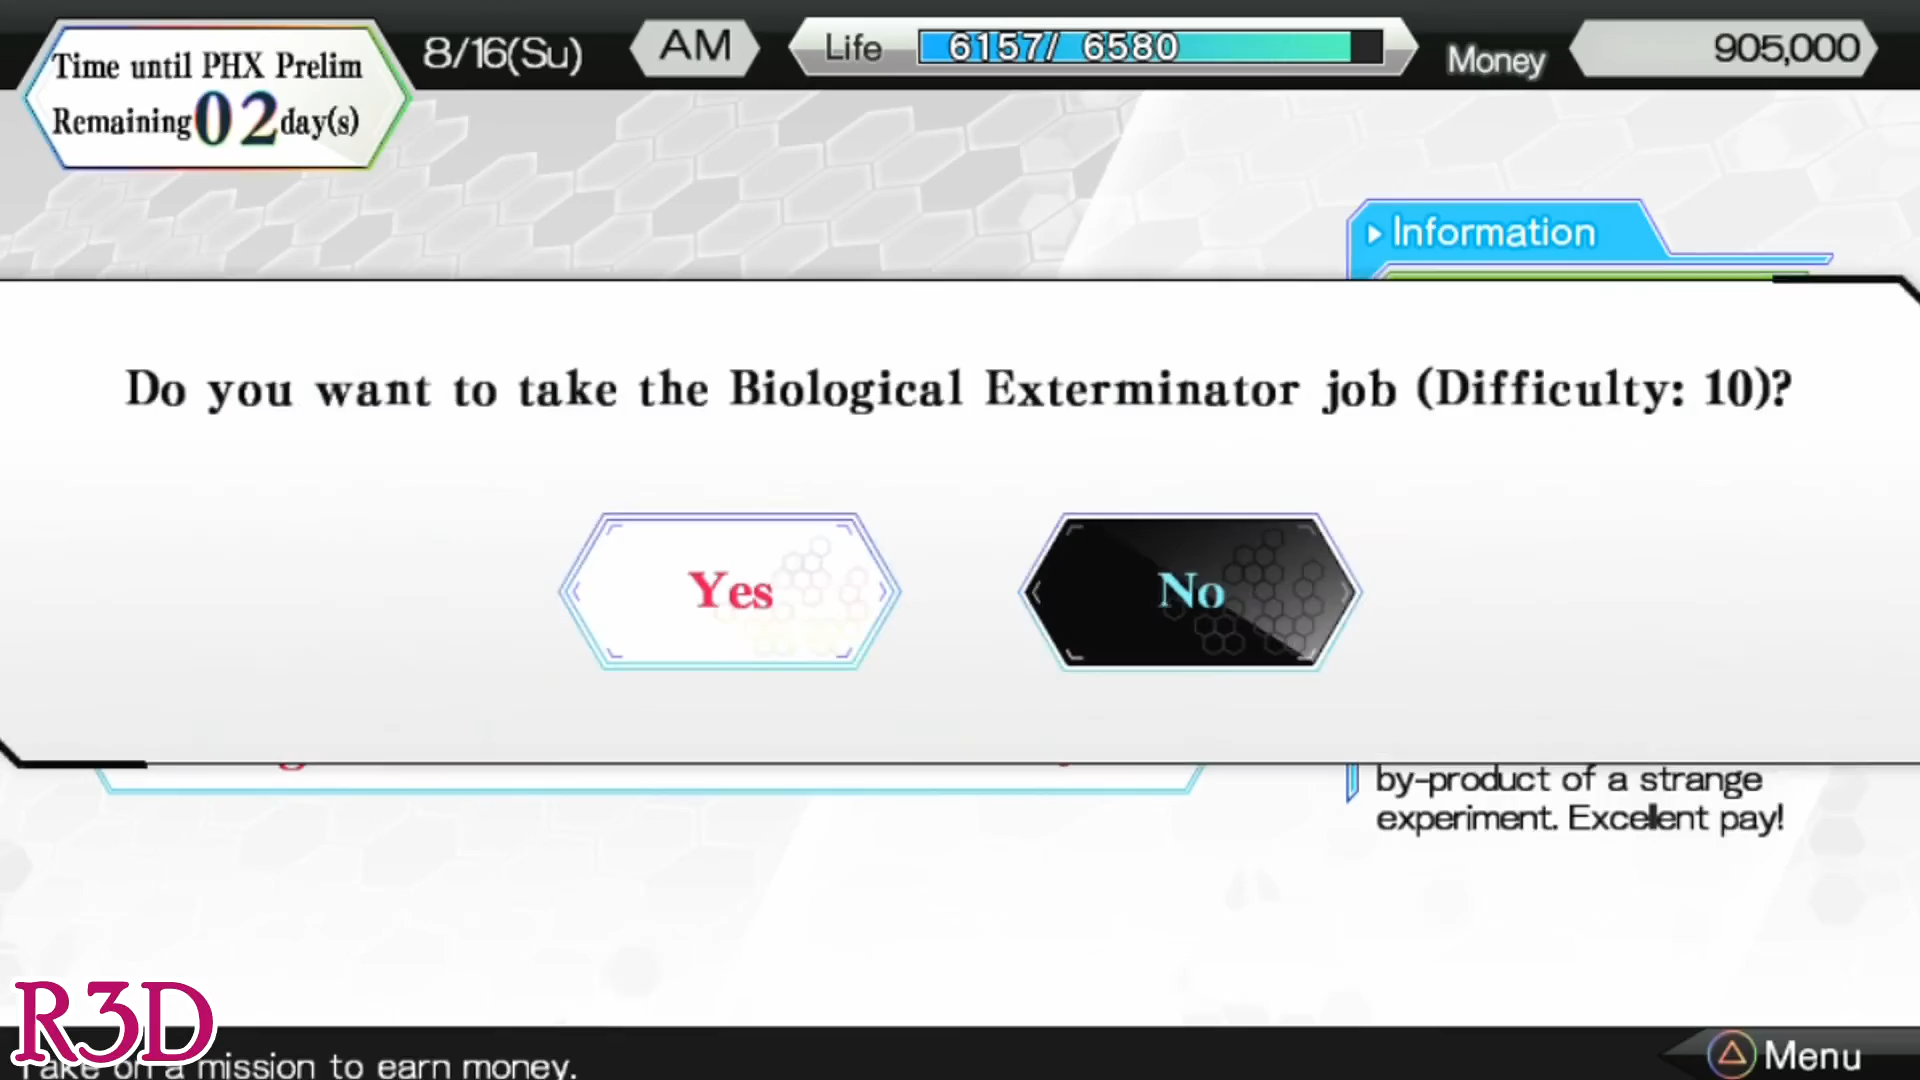 Time until PHX Prelim
Remaining 02 day(s)
8/16(Su)
AM
Life 6157/ 6580
Money 905,000
Information
Do you want to take the Biological Exterminator job (Difficulty: 10)?
Yes
No
by-product of a strange
experiment. Excellent pay!
R3D
Take on a mission to earn money.
Menu